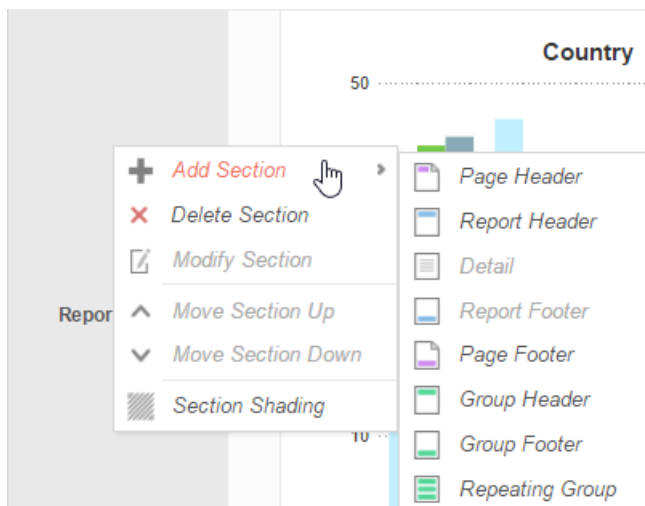 Country
50
Add Section
Delete Section
Modify Section
Repor
Move Section Up
Move Section Down
Section Shading
10
Page Header
Report Header
Detail
Report Footer
Page Footer
Group Header
Group Footer
Repeating Group